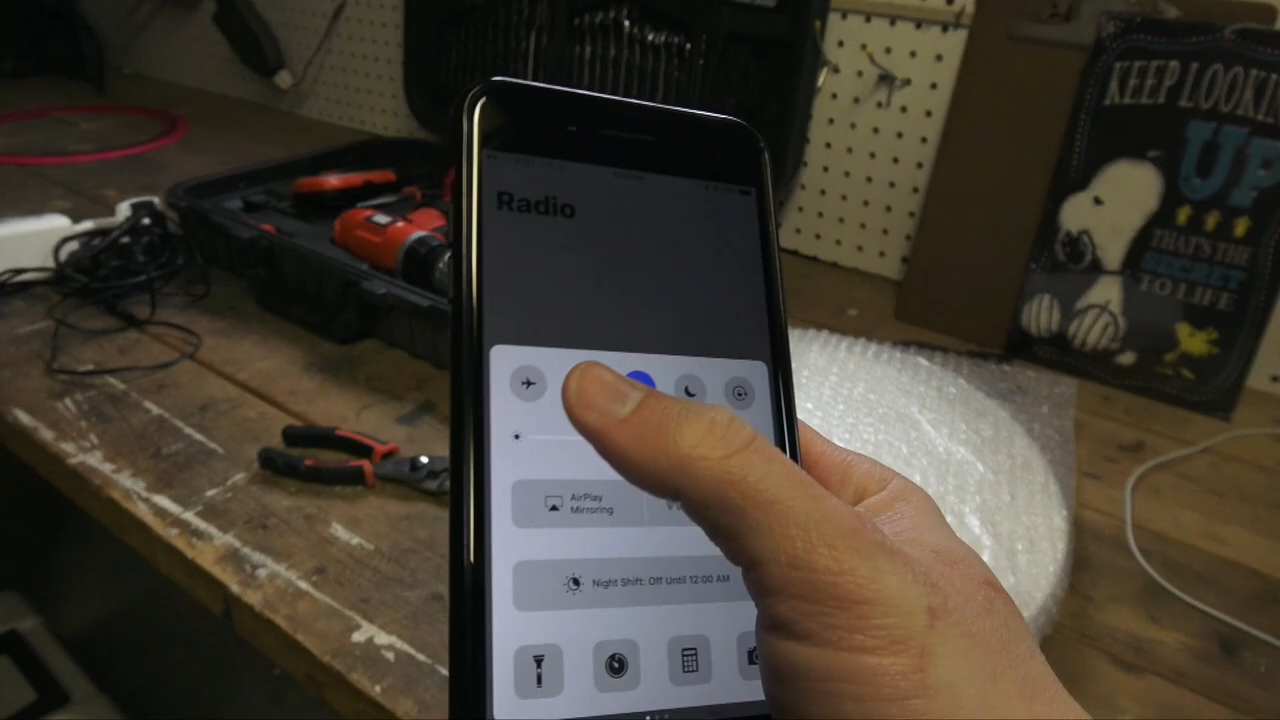 Radio
AirPlay
Mirroring
Night Shift: Off Until 12:00 AM
KEEP LOOKI
UP
THAT'S THE
SECRET
TO LIFE